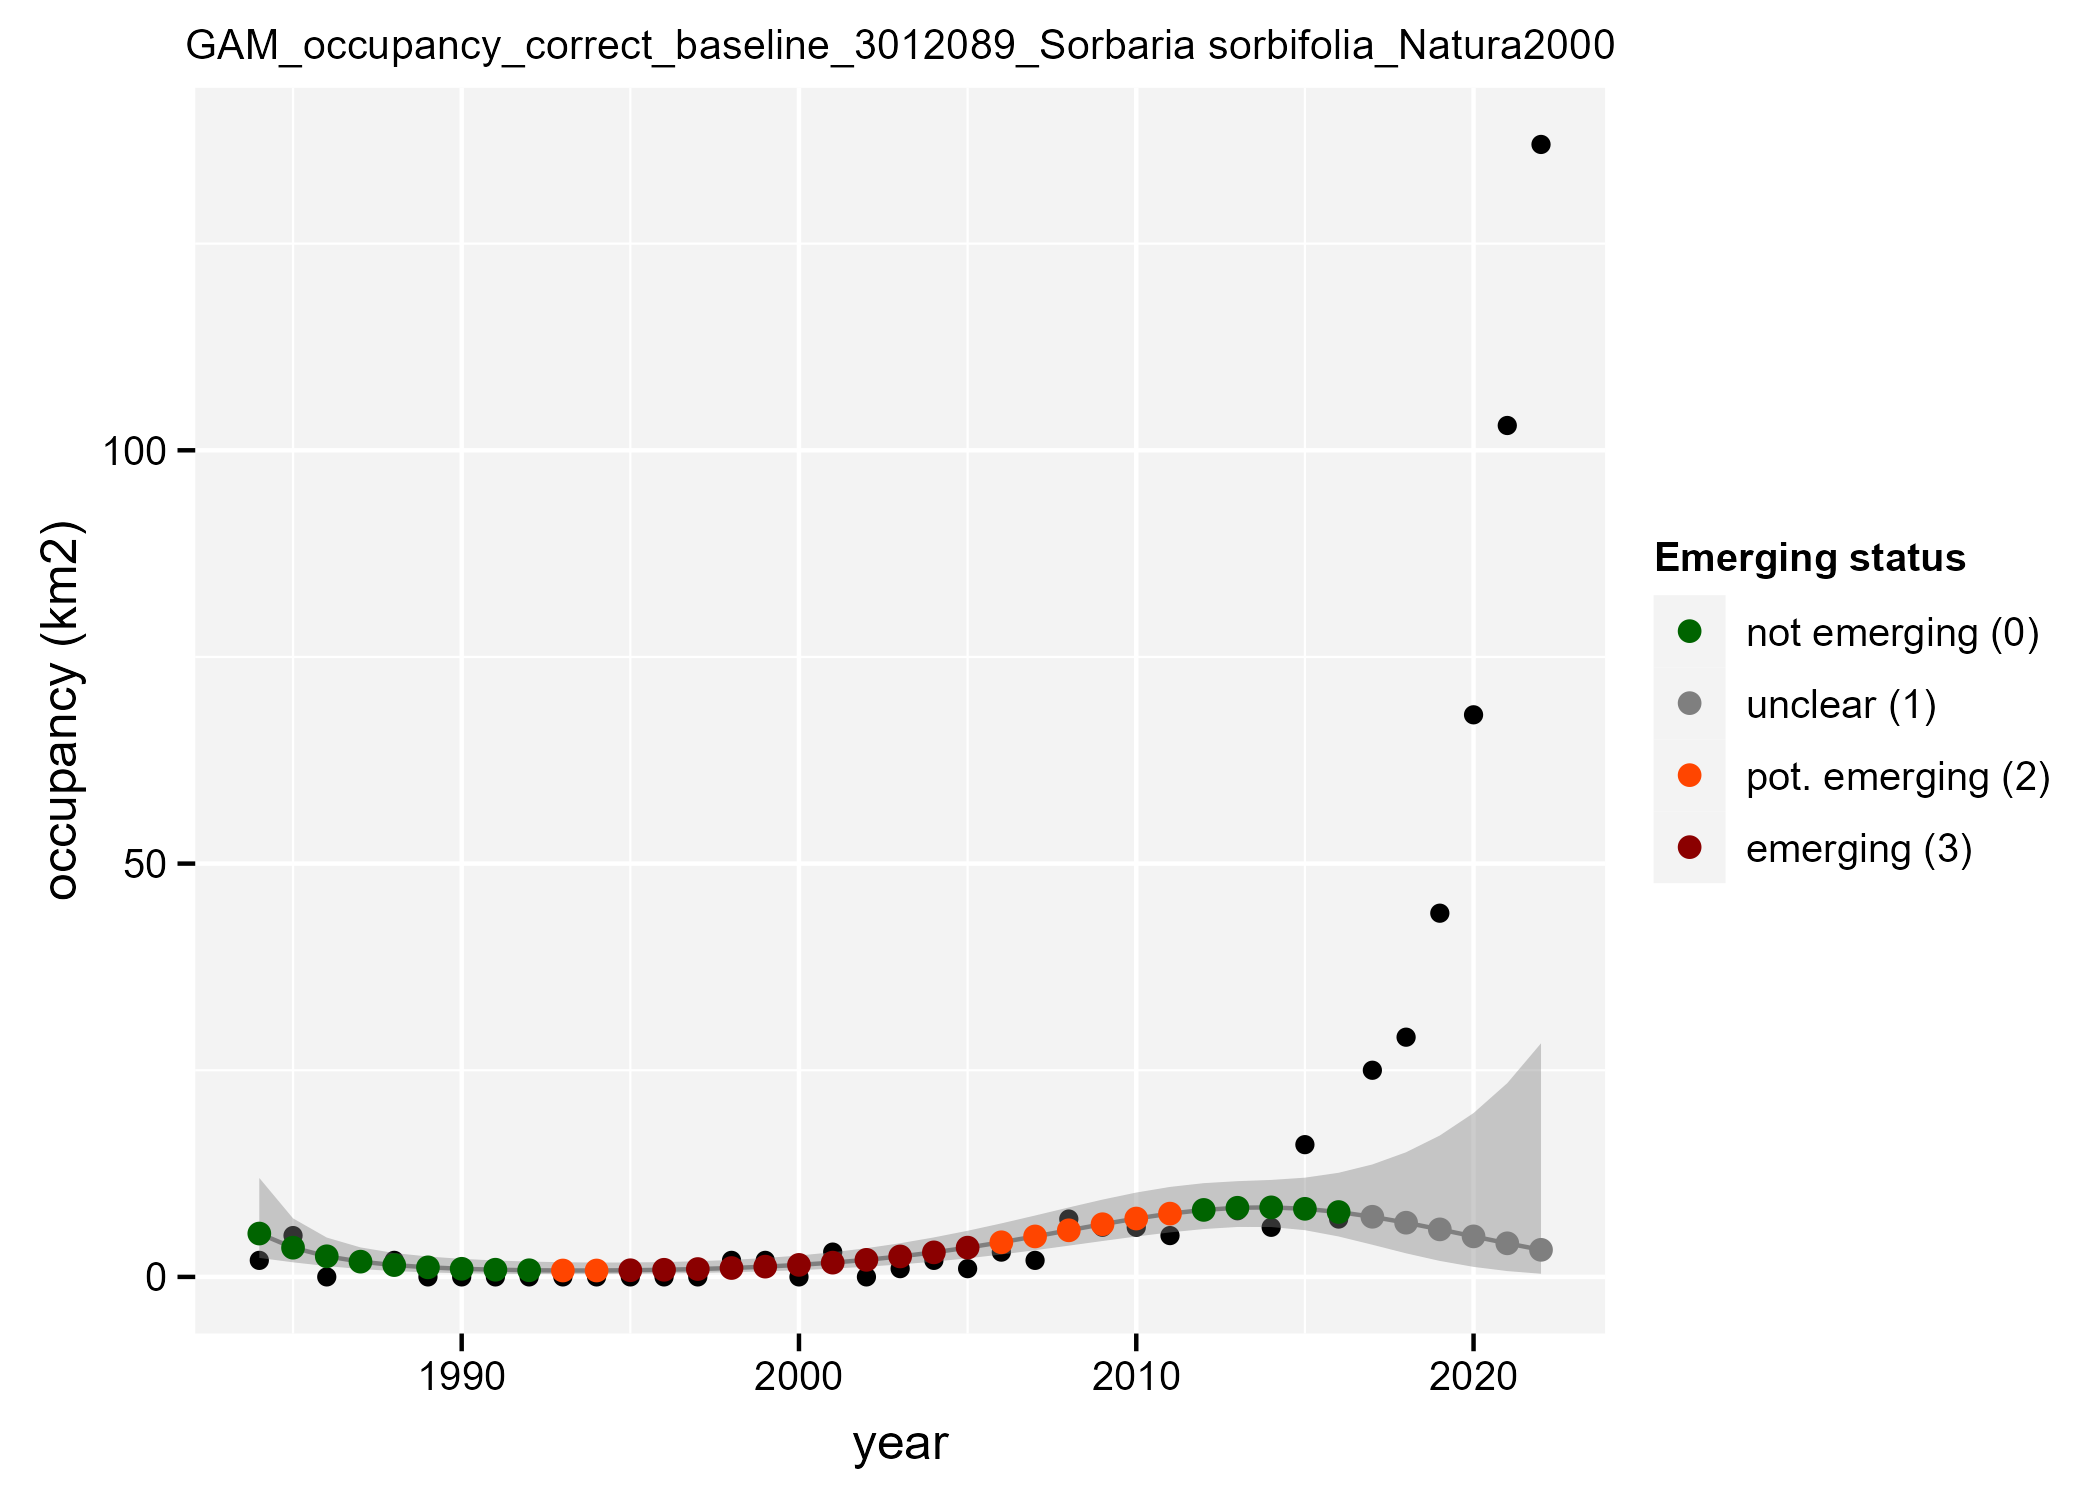 GAM_occupancy_correct_baseline_3012089_Sorbaria sorbifolia_Natura2000
occupancy (km2)
100
50
0
1990
2000
2010
2020
year
Emerging status
not emerging (0)
unclear (1)
pot. emerging (2)
emerging (3)